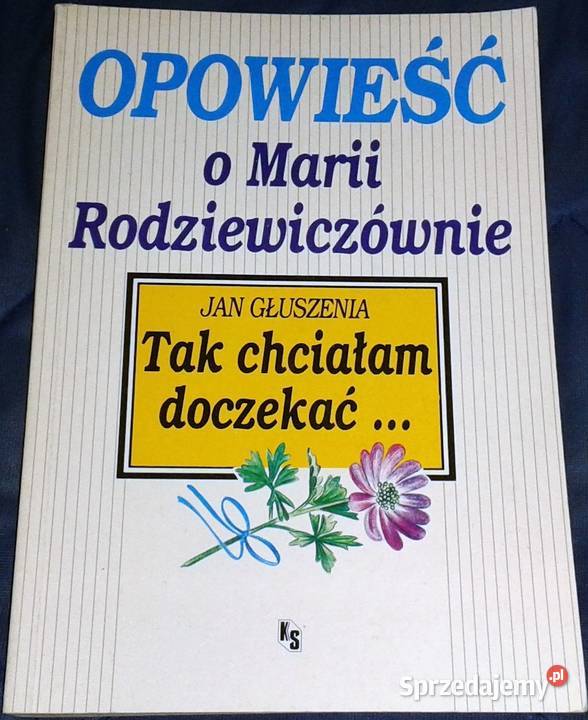 OPOWIEŚĆ
o Marii
Rodziewiczównie
JAN GŁUSZENIA
Tak chciałam
doczekać ...
KS
Sprzedajemy.pl